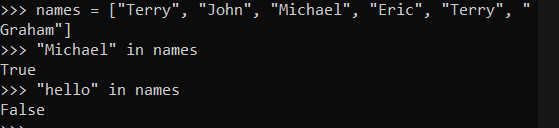 >>> names = ["Terry", "John", "Michael", "Eric", "Terry", "
Graham"]
>>> "Michael" in names
True
>>> "hello" in names
False
>>>